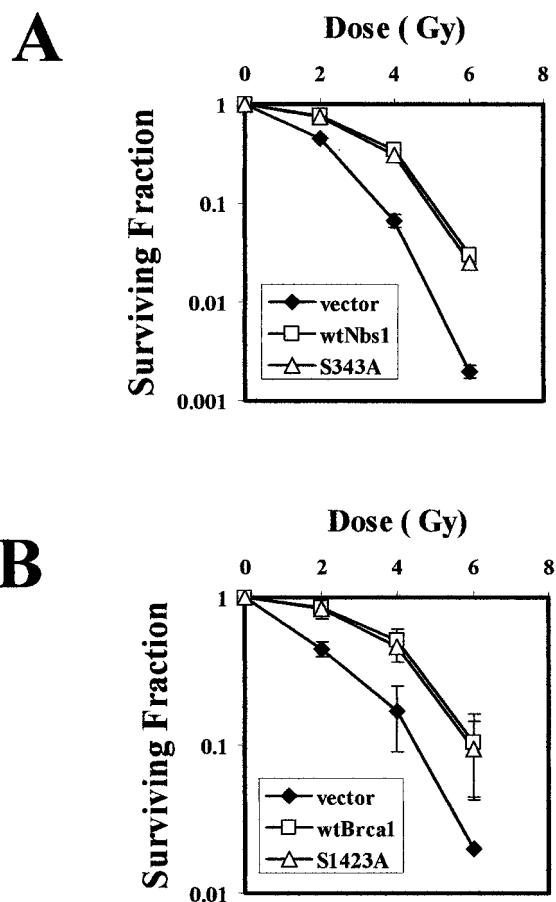 A
Dose ( Gy)
0 2 4 6 8
Surviving Fraction
1
0.1
0.01
0.001
vector
wtNbs1
S343A
B
Dose ( Gy)
0 2 4 6 8
Surviving Fraction
1
0.1
0.01
vector
wtBrca1
S1423A